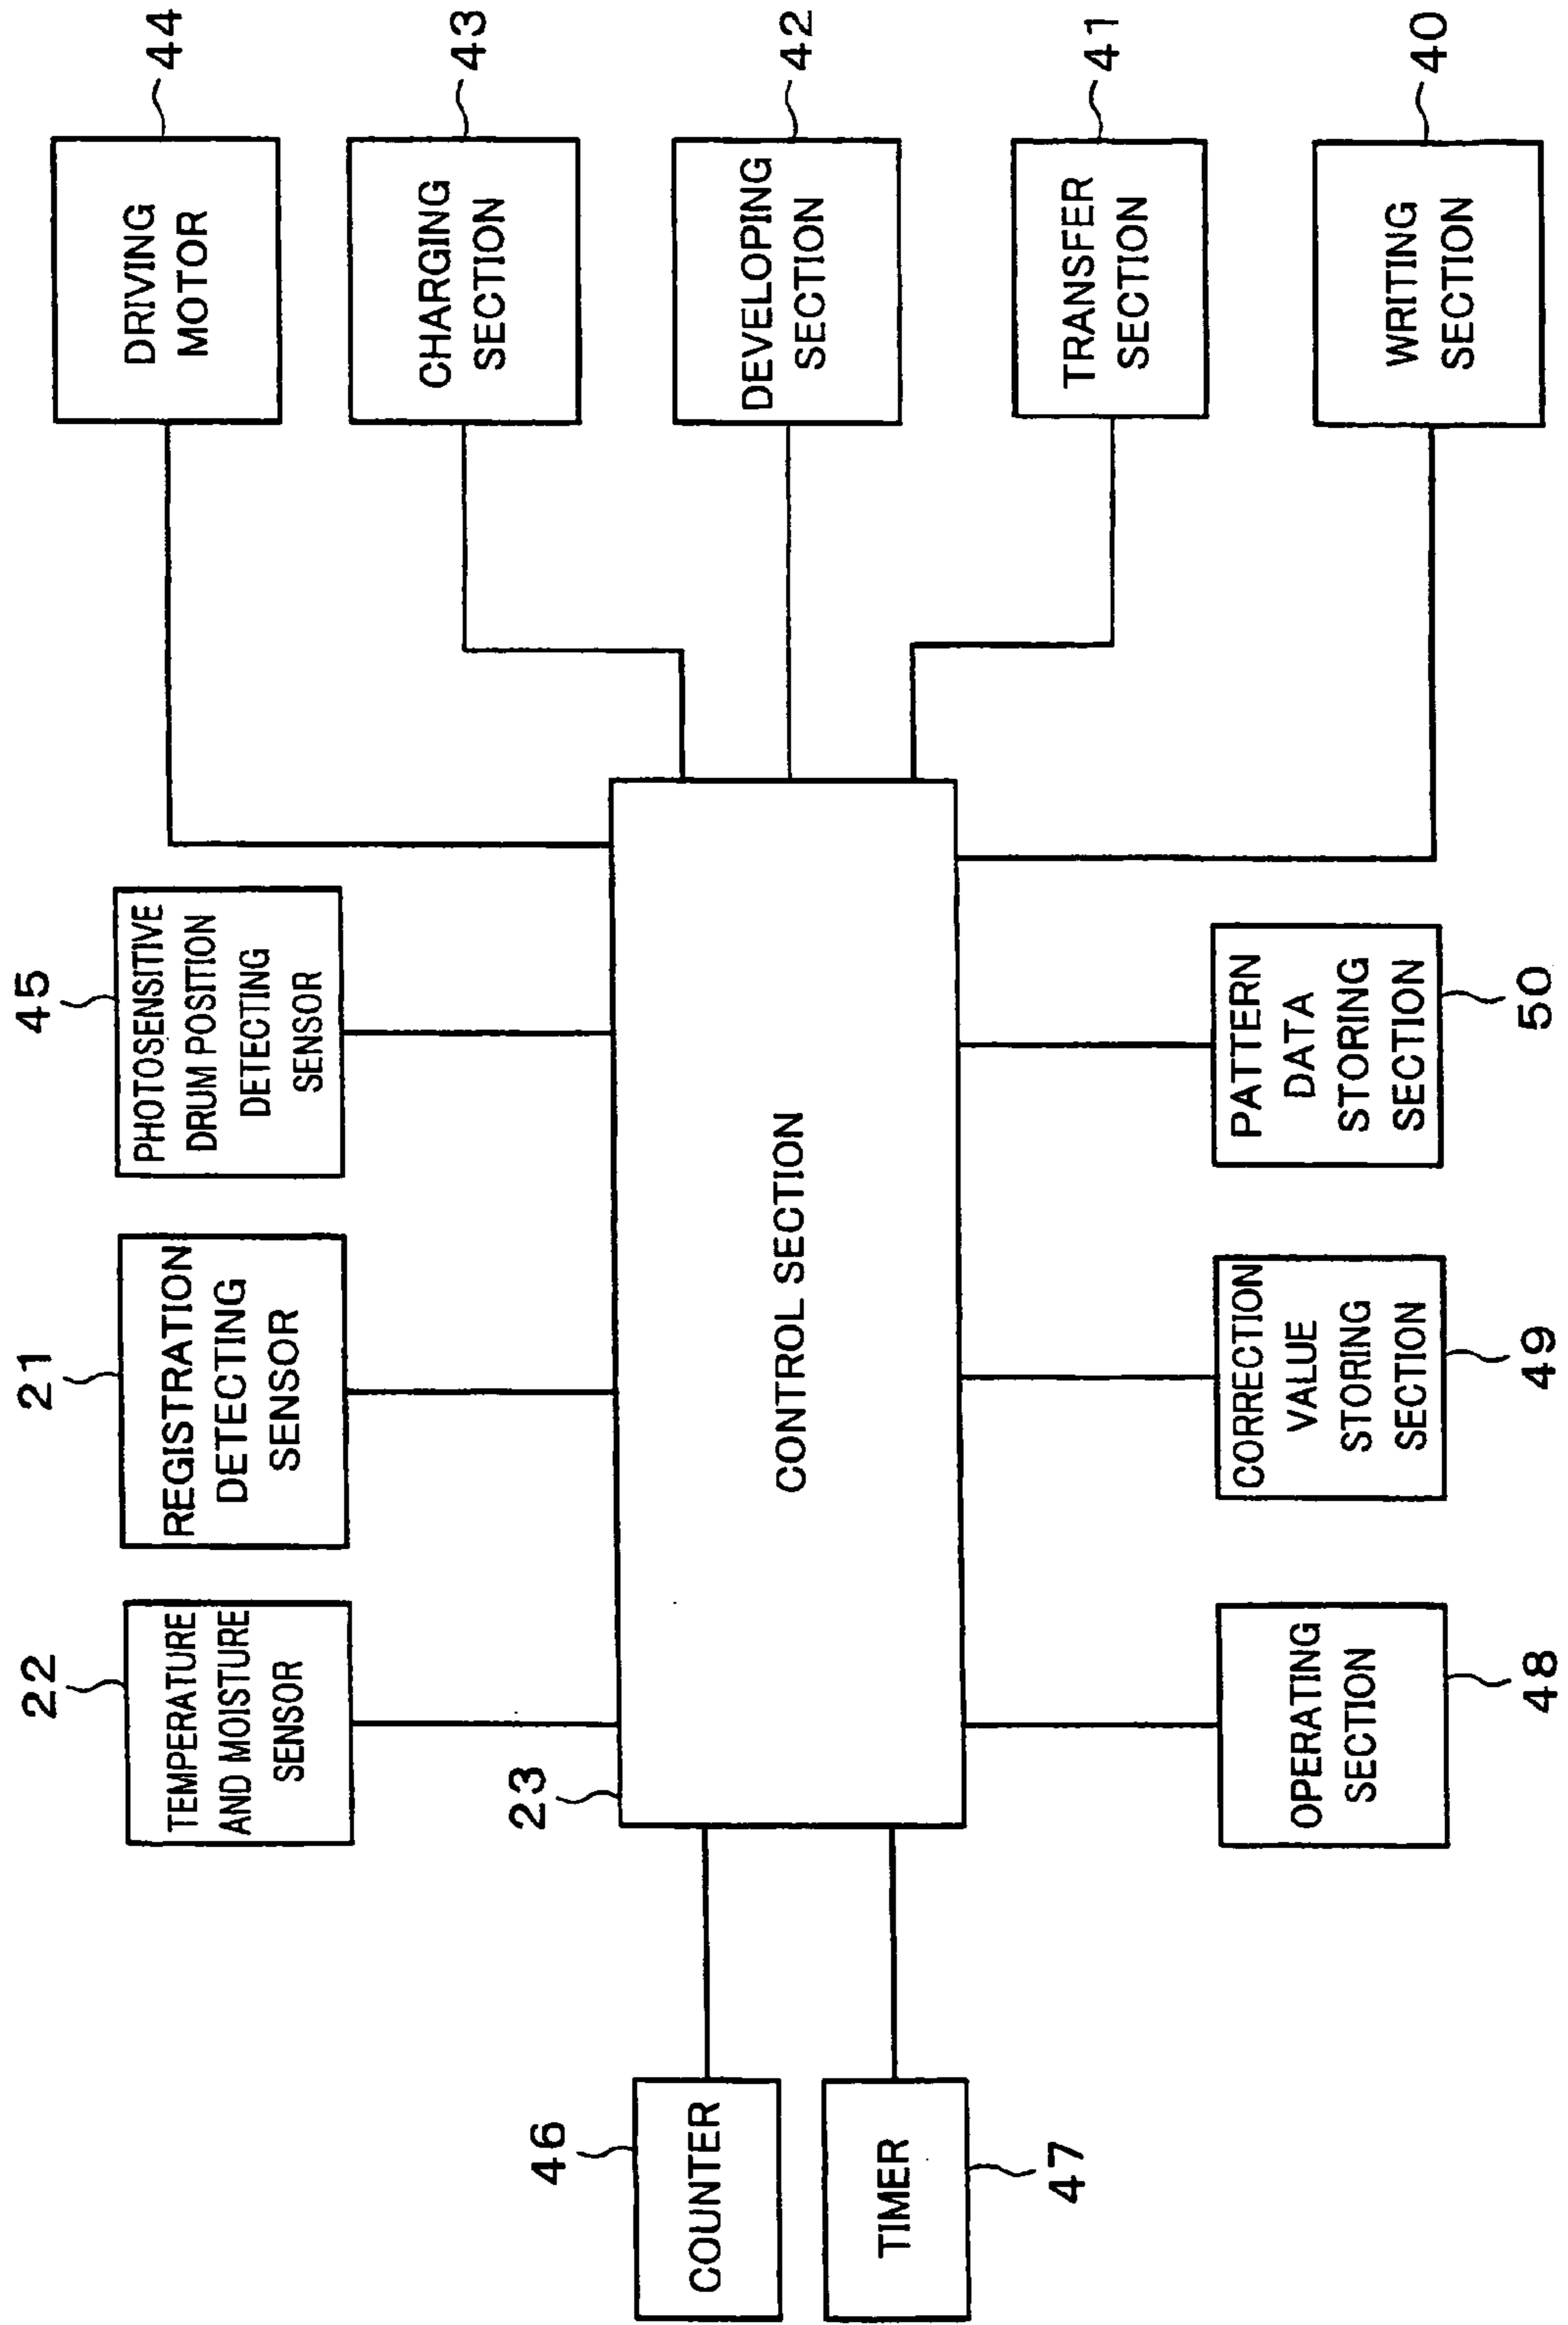 22
TEMPERATURE
AND MOISTURE
SENSOR
21
REGISTRATION
DETECTING
SENSOR
45
PHOTOSENSITIVE
DRUM POSITION
DETECTING
SENSOR
44
DRIVING
MOTOR
43
CHARGING
SECTION
42
DEVELOPING
SECTION
41
TRANSFER
SECTION
40
WRITING
SECTION
46
COUNTER
47
TIMER
23
CONTROL SECTION
48
OPERATING
SECTION
49
CORRECTION
VALUE
STORING
SECTION
50
PATTERN
DATA
STORING
SECTION